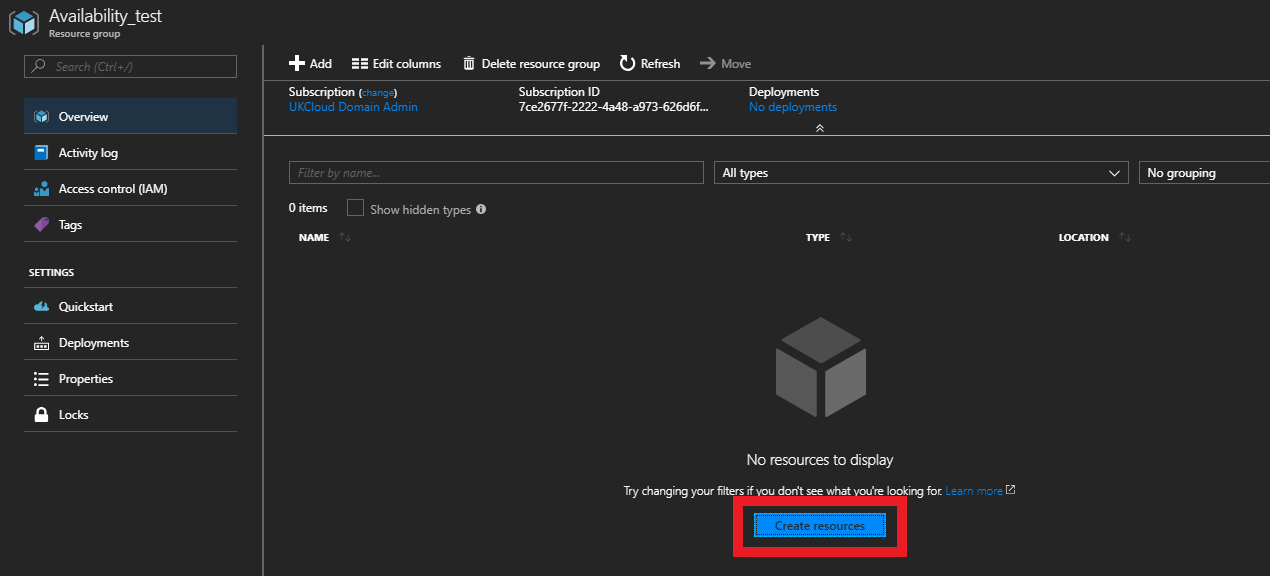 Availability_test
Resource group
Search (Ctrl+/)
Overview
Activity log
Access control (IAM)
Tags
SETTINGS
Quickstart
Deployments
Properties
Locks
Add Edit columns Delete resource group Refresh Move
Subscription (change) Subscription ID Deployments
UKCloud Domain Admin 7ce2677f-2222-4a48-a973-626d6f... No deployments
Filter by name... All types No grouping
0 items Show hidden types
NAME TYPE LOCATION
No resources to display
Try changing your filters if you don't see what you're looking for. Learn more
Create resources